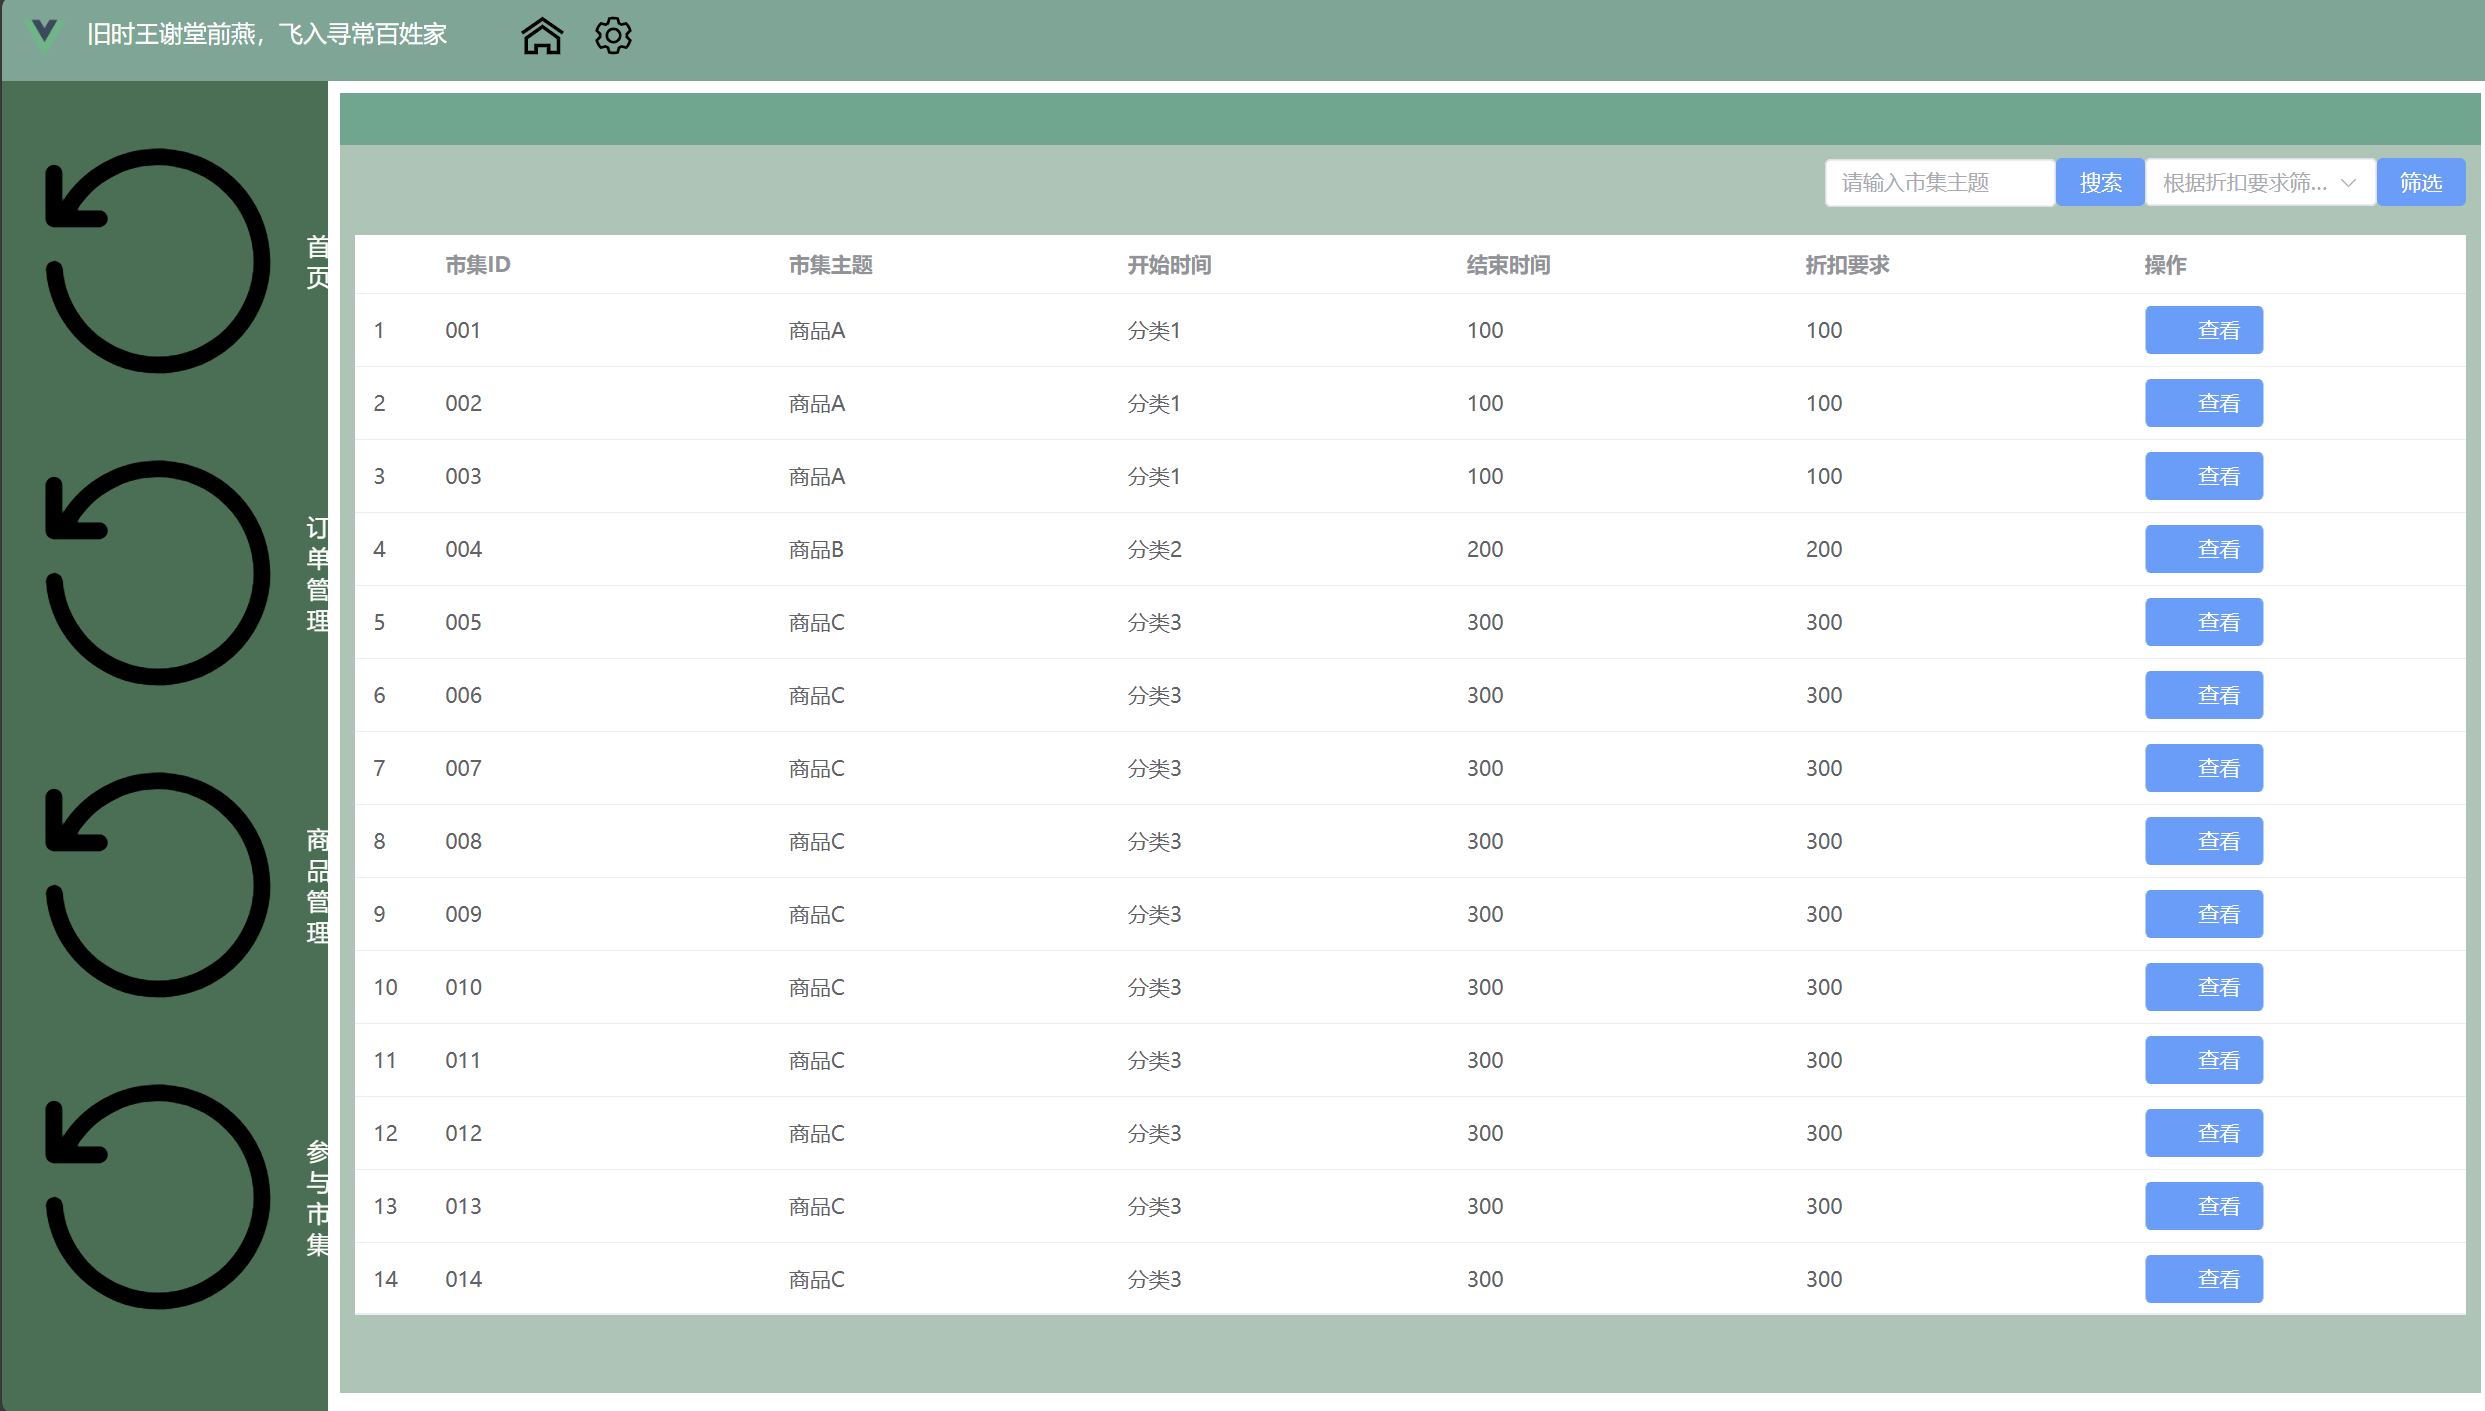 旧时王谢堂前燕，飞入寻常百姓家
首页
订单管理
商品管理
参与市集
请输入市集主题 搜索 根据折扣要求筛... 筛选
市集ID 市集主题 开始时间 结束时间 折扣要求 操作
1 001 商品A 分类1 100 100 查看
2 002 商品A 分类1 100 100 查看
3 003 商品A 分类1 100 100 查看
4 004 商品B 分类2 200 200 查看
5 005 商品C 分类3 300 300 查看
6 006 商品C 分类3 300 300 查看
7 007 商品C 分类3 300 300 查看
8 008 商品C 分类3 300 300 查看
9 009 商品C 分类3 300 300 查看
10 010 商品C 分类3 300 300 查看
11 011 商品C 分类3 300 300 查看
12 012 商品C 分类3 300 300 查看
13 013 商品C 分类3 300 300 查看
14 014 商品C 分类3 300 300 查看